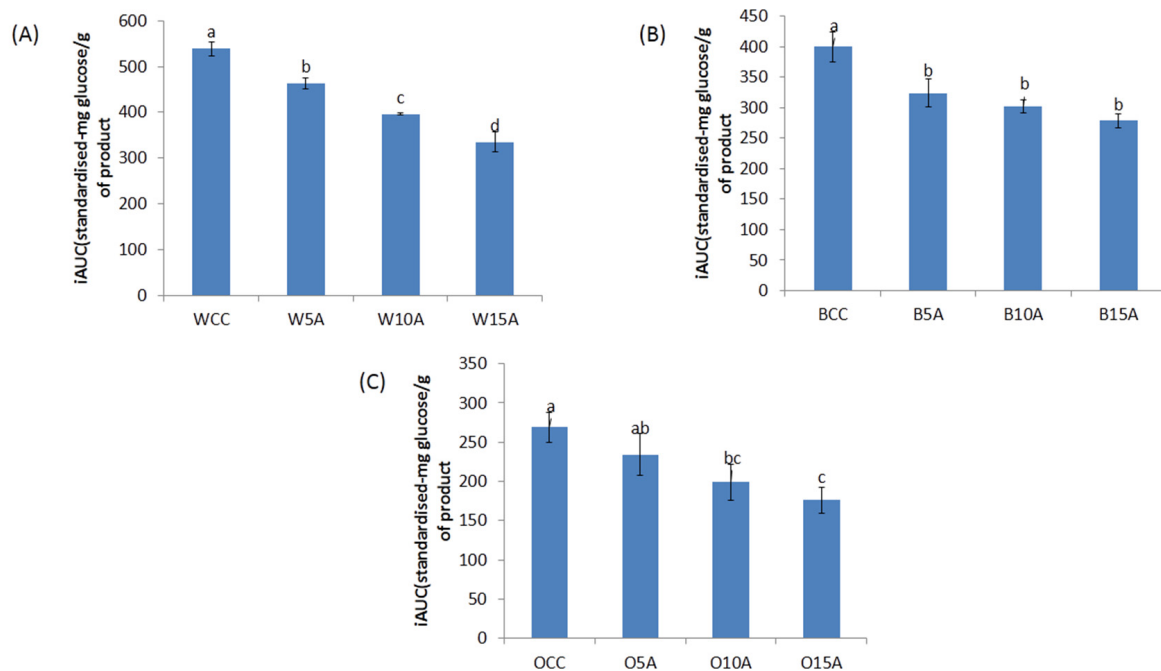 (A)
iAUC(standardised-mg glucose/g
of product
600
500
400
300
200
100
0
a
b
c
d
WCC W5A W10A W15A
(B)
iAUC(standardised-mg glucose/g
of product
450
400
350
300
250
200
150
100
50
0
a
b
b
b
BCC B5A B10A B15A
(C)
iAUC(standardised-mg glucose/g
of product
350
300
250
200
150
100
50
0
a
ab
bc
c
OCC O5A O10A O15A